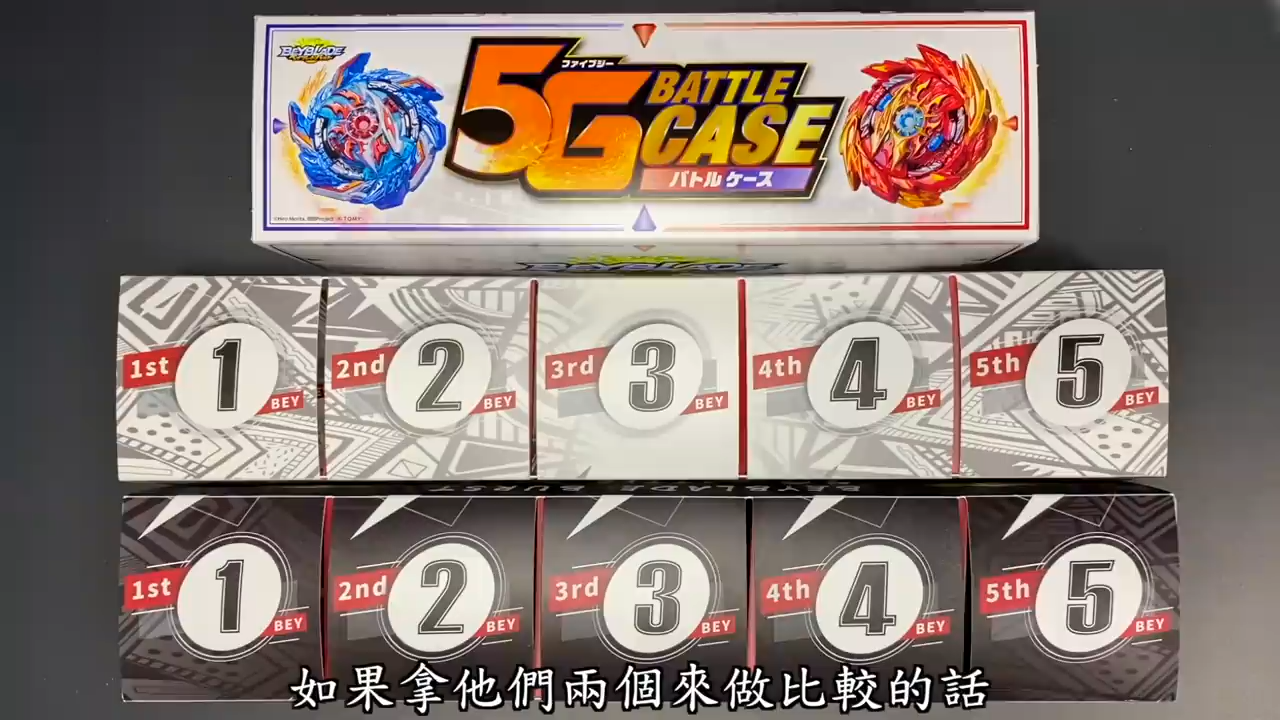 BEYBLADE
5G
ファイブジー
BATTLE
CASE
バトル ケース
BEYBLADE
1st 1 BEY
2nd 2 BEY
3rd 3 BEY
4th 4 BEY
5th 5 BEY
BEYBLADE BURST
1st 1 BEY
2nd 2 BEY
3rd 3 BEY
4th 4 BEY
5th 5 BEY
如果拿他們兩個來做比較的話